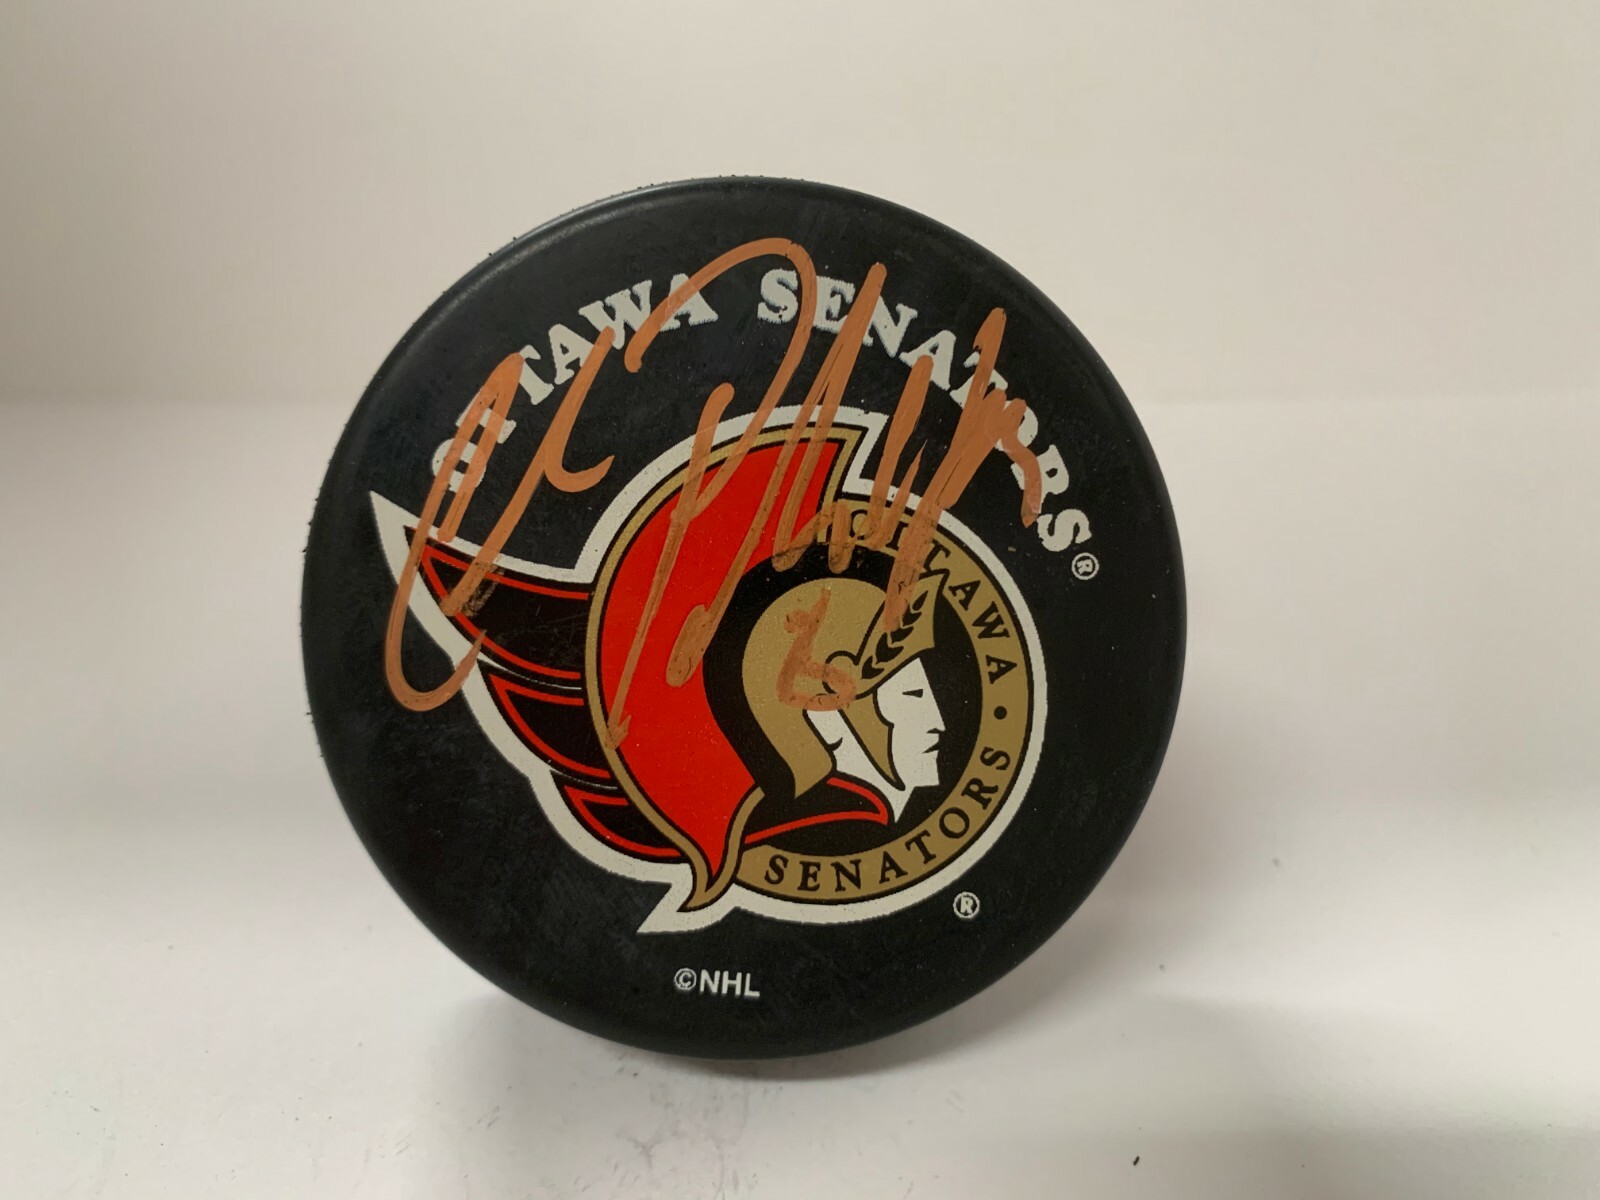 OTTAWA SENATORS®
OTTAWA • SENATORS
®
©NHL